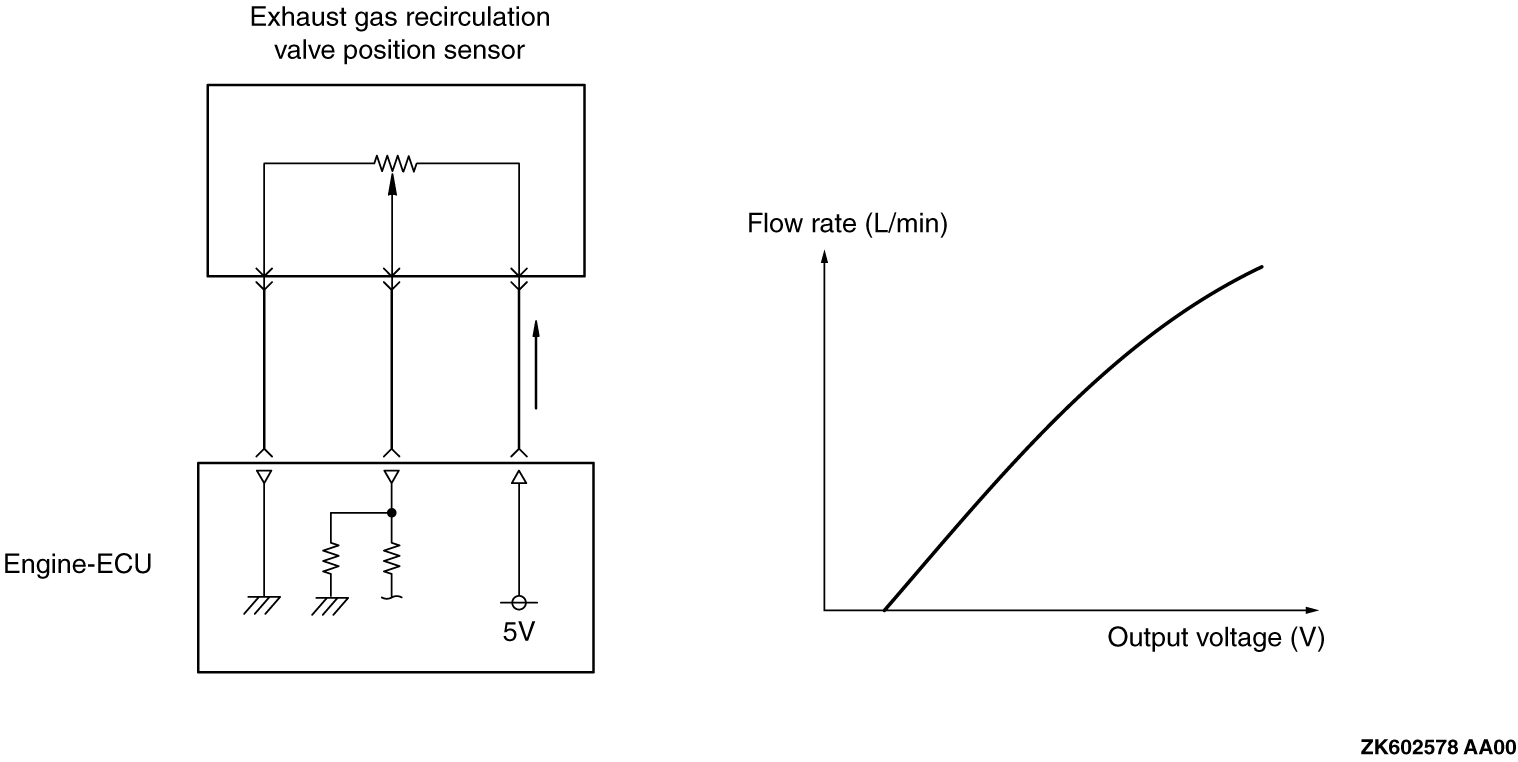 Exhaust gas recirculation
valve position sensor
Flow rate (L/min)
Engine-ECU
5V
Output voltage (V)
ZK602578 AA00